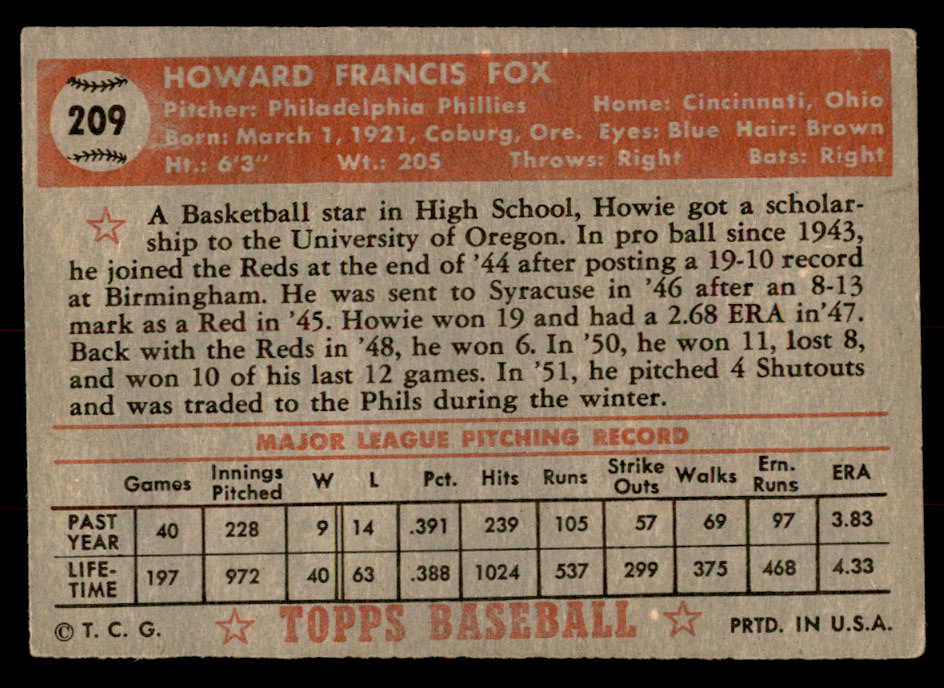 209
HOWARD FRANCIS FOX
Pitcher: Philadelphia Phillies Home: Cincinnati, Ohio
Born: March 1, 1921, Coburg, Ore. Eyes: Blue Hair: Brown
Ht.: 6'3" Wt.: 205 Throws: Right Bats: Right
A Basketball star in High School, Howie got a scholar-
ship to the University of Oregon. In pro ball since 1943,
he joined the Reds at the end of '44 after posting a 19-10 record
at Birmingham. He was sent to Syracuse in '46 after an 8-13
mark as a Red in '45. Howie won 19 and had a 2.68 ERA in'47.
Back with the Reds in '48, he won 6. In '50, he won 11, lost 8,
and won 10 of his last 12 games. In '51, he pitched 4 Shutouts
and was traded to the Phils during the winter.
MAJOR LEAGUE PITCHING RECORD
Games Innings Pitched W L Pct. Hits Runs Strike Outs Walks Ern. Runs ERA
PAST YEAR 40 228 9 14 .391 239 105 57 69 97 3.83
LIFE-TIME 197 972 40 63 .388 1024 537 299 375 468 4.33
© T. C. G. TOPPS BASEBALL PRTD. IN U.S.A.